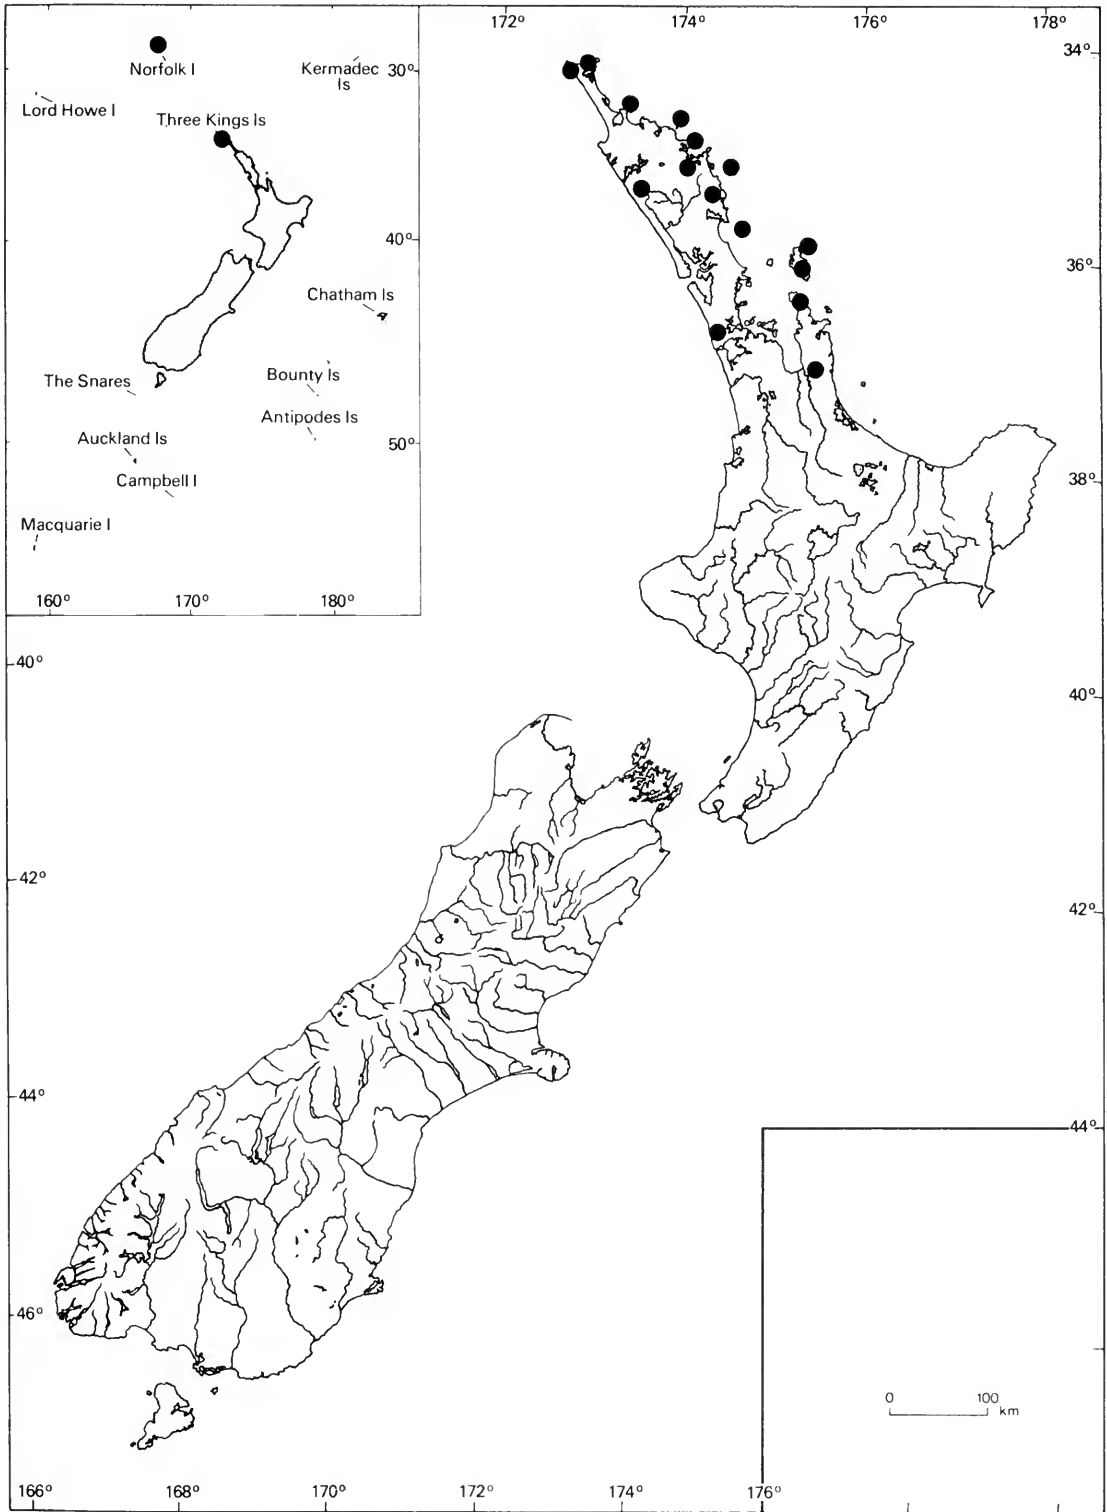 172° 174° 176° 178°
34°
Norfolk I
Kermadec
Is
30°
Lord Howe I
Three Kings Is
40°
36°
Chatham Is
The Snares
Bounty Is
Antipodes Is
Auckland Is
50°
Campbell I
38°
Macquarie I
160° 170° 180°
40°
40°
42°
42°
44°
44°
46°
0 100
km
166° 168° 170° 172° 174° 176°